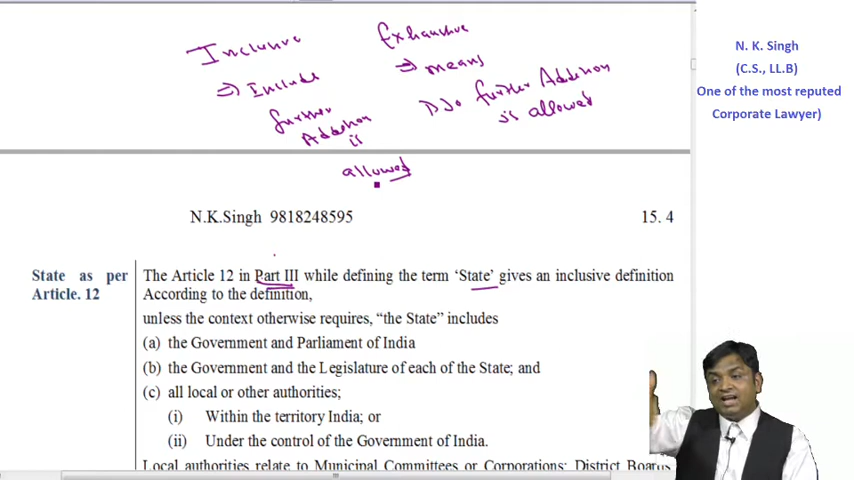 Inclusive
⇒ Include
further
Addition
is
allowed
Exhaustive
⇒ means
No further Addition
is allowed
N. K. Singh
(C.S., LL.B)
One of the most reputed
Corporate Lawyer)
N.K.Singh 9818248595 15. 4
State as per
Article. 12
The Article 12 in Part III while defining the term ‘State’ gives an inclusive definition
According to the definition,
unless the context otherwise requires, “the State” includes
(a) the Government and Parliament of India
(b) the Government and the Legislature of each of the State; and
(c) all local or other authorities;
(i) Within the territory India; or
(ii) Under the control of the Government of India.
Local authorities relate to Municipal Committees or Corporations; District Boards